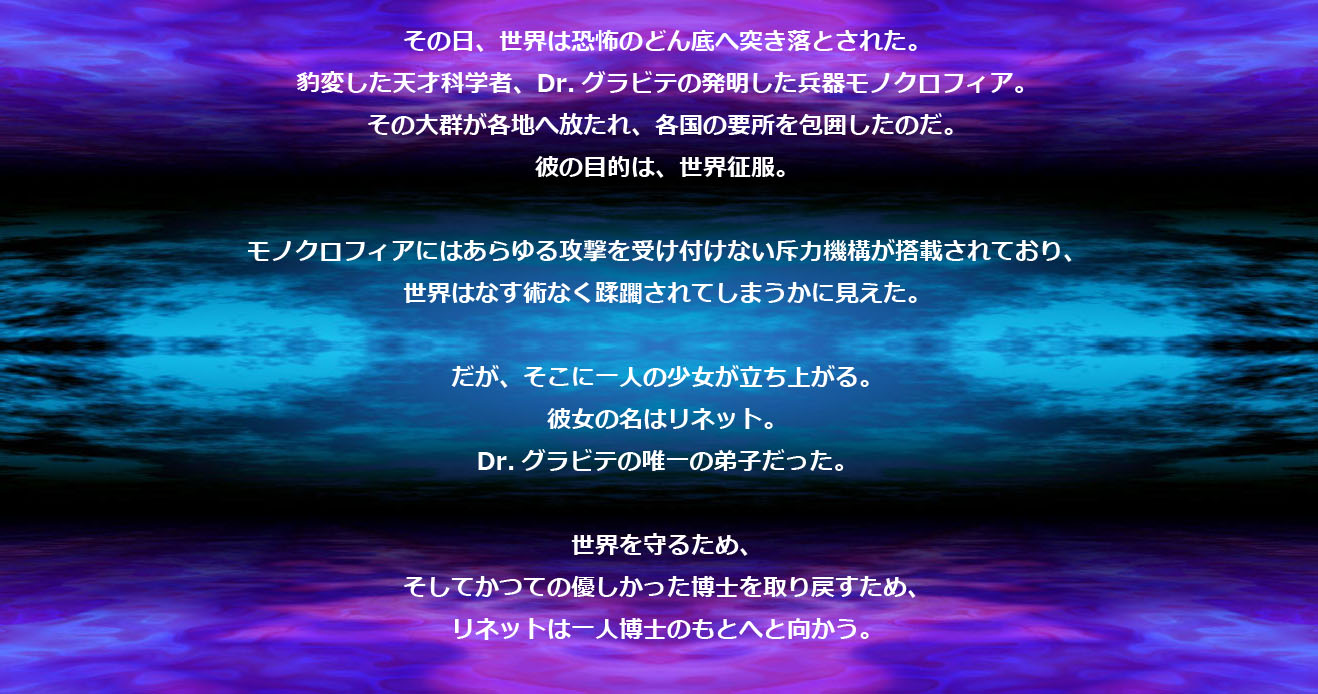 その日、世界は恐怖のどん底へ突き落とされた。
豹変した天才科学者、Dr. グラビテの発明した兵器モノクロフィア。
その大群が各地へ放たれ、各国の要所を包囲したのだ。
彼の目的は、世界征服。
モノクロフィアにはあらゆる攻撃を受け付けない斥力機構が搭載されており、
世界はなす術なく蹂躙されてしまうかに見えた。
だが、そこに一人の少女が立ち上がる。
彼女の名はリネット。
Dr. グラビテの唯一の弟子だった。
世界を守るため、
そしてかつての優しかった博士を取り戻すため、
リネットは一人博士のもとへと向かう。